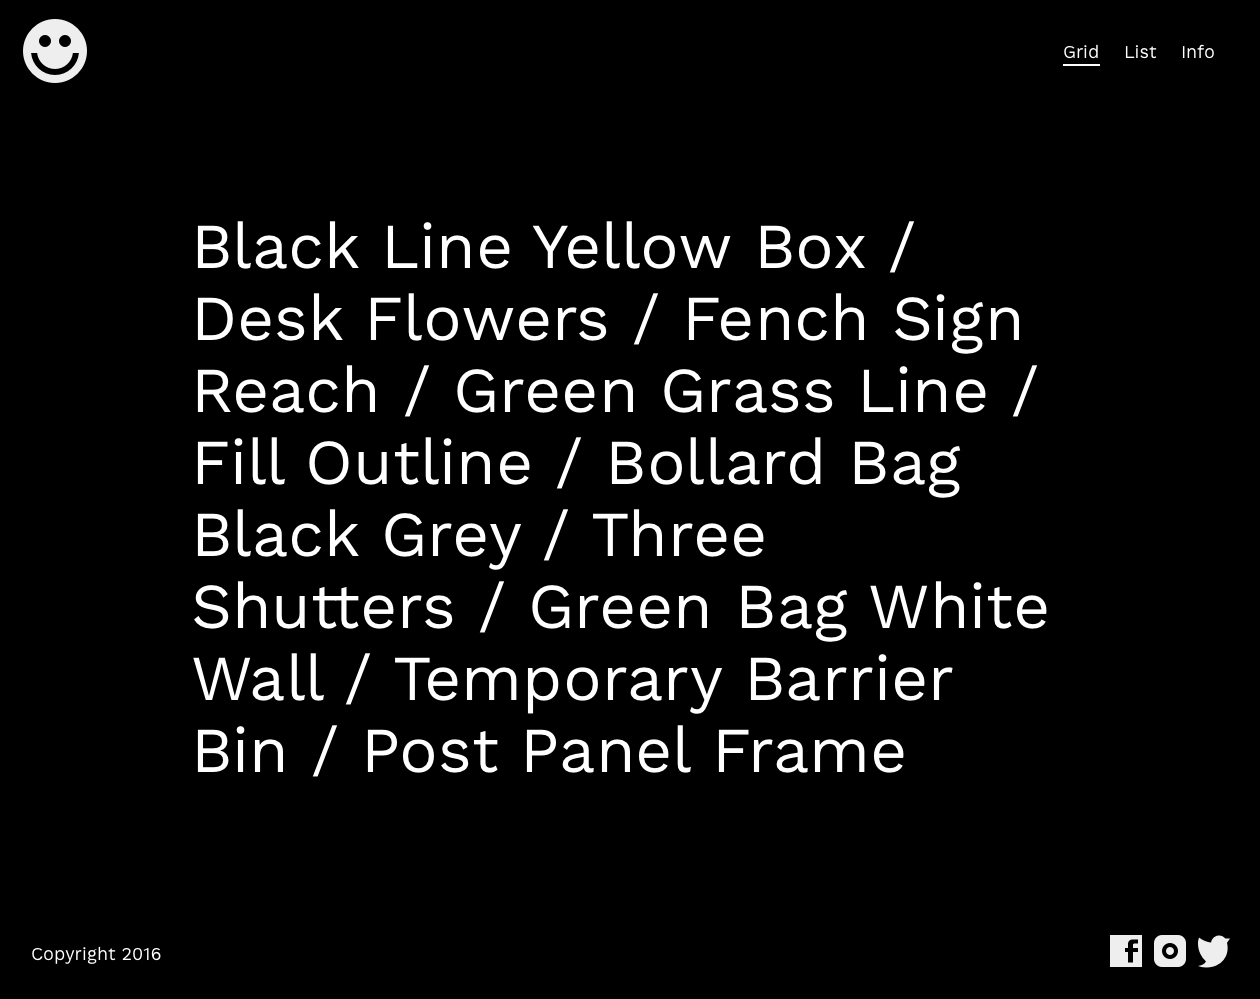 Grid List Info
Black Line Yellow Box /
Desk Flowers / Fench Sign
Reach / Green Grass Line /
Fill Outline / Bollard Bag
Black Grey / Three
Shutters / Green Bag White
Wall / Temporary Barrier
Bin / Post Panel Frame
Copyright 2016